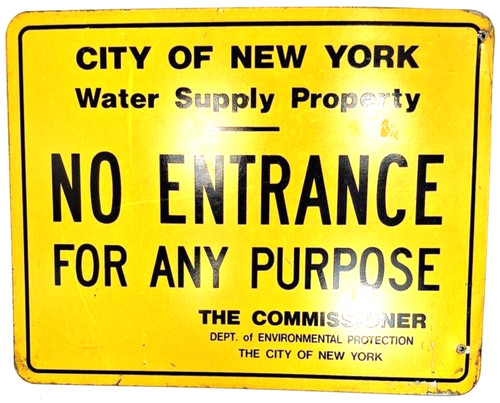 CITY OF NEW YORK
Water Supply Property
NO ENTRANCE
FOR ANY PURPOSE
THE COMMISSIONER
DEPT. of ENVIRONMENTAL PROTECTION
THE CITY OF NEW YORK